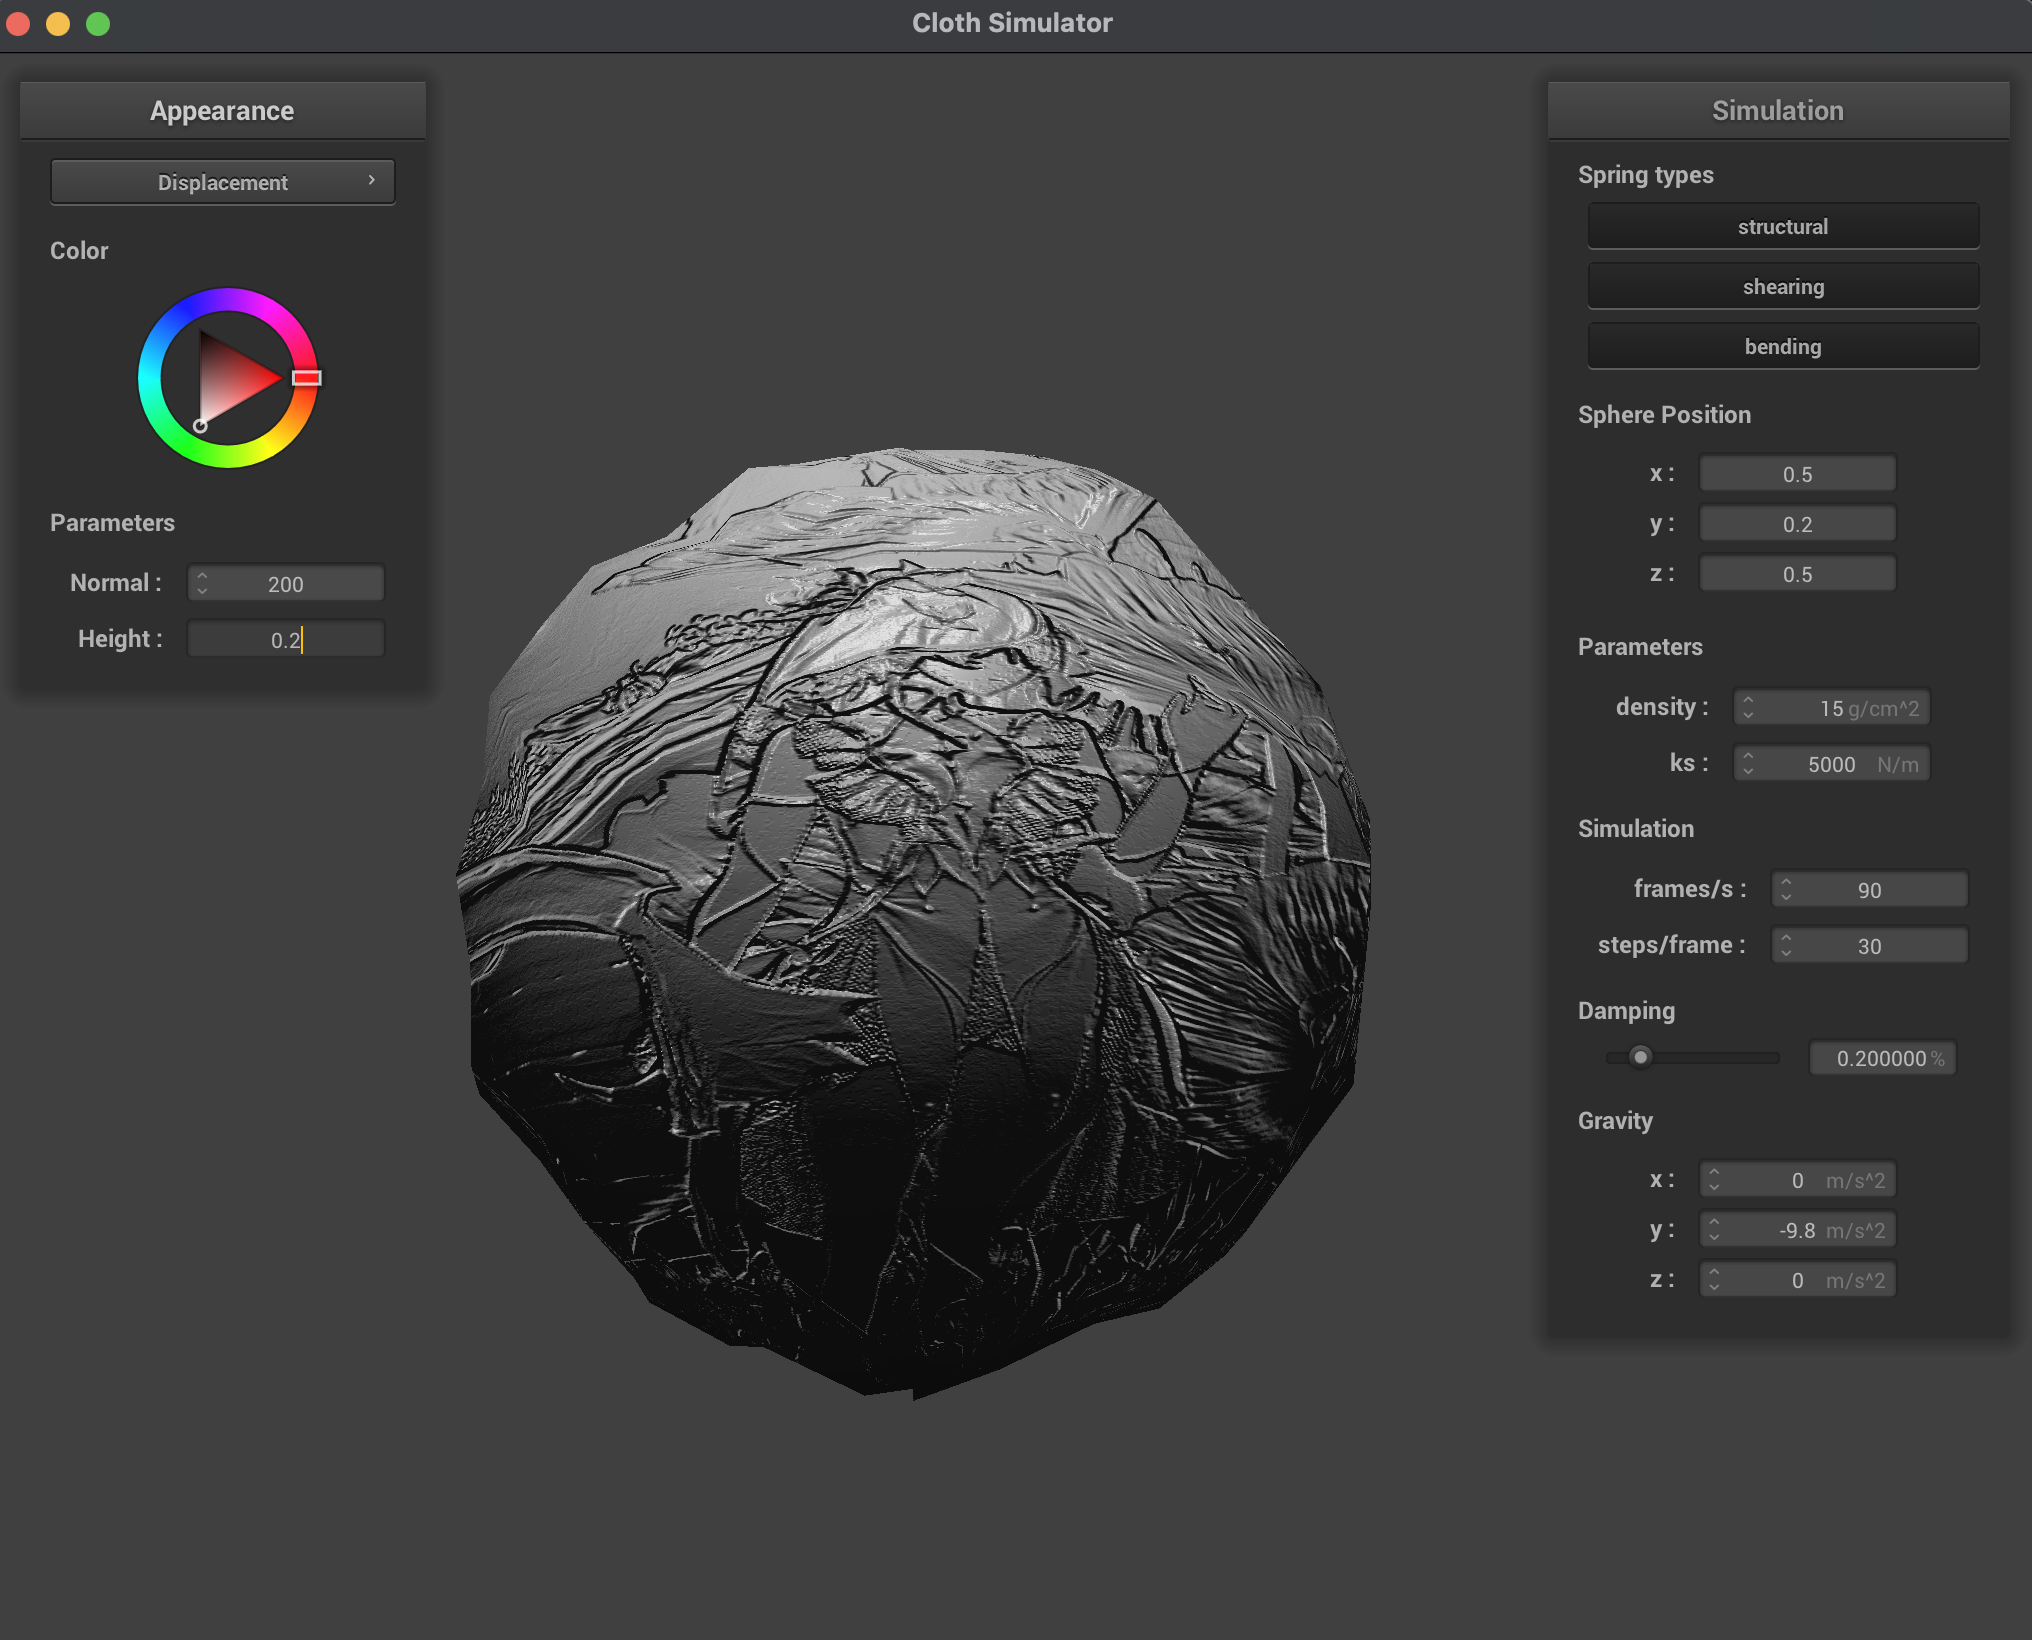 Cloth Simulator
Appearance
Displacement
Color
Parameters
Normal : 200
Height : 0.2
Simulation
Spring types
structural
shearing
bending
Sphere Position
x : 0.5
y : 0.2
z : 0.5
Parameters
density : 15 g/cm^2
ks : 5000 N/m
Simulation
frames/s : 90
steps/frame : 30
Damping
0.200000 %
Gravity
x : 0 m/s^2
y : -9.8 m/s^2
z : 0 m/s^2